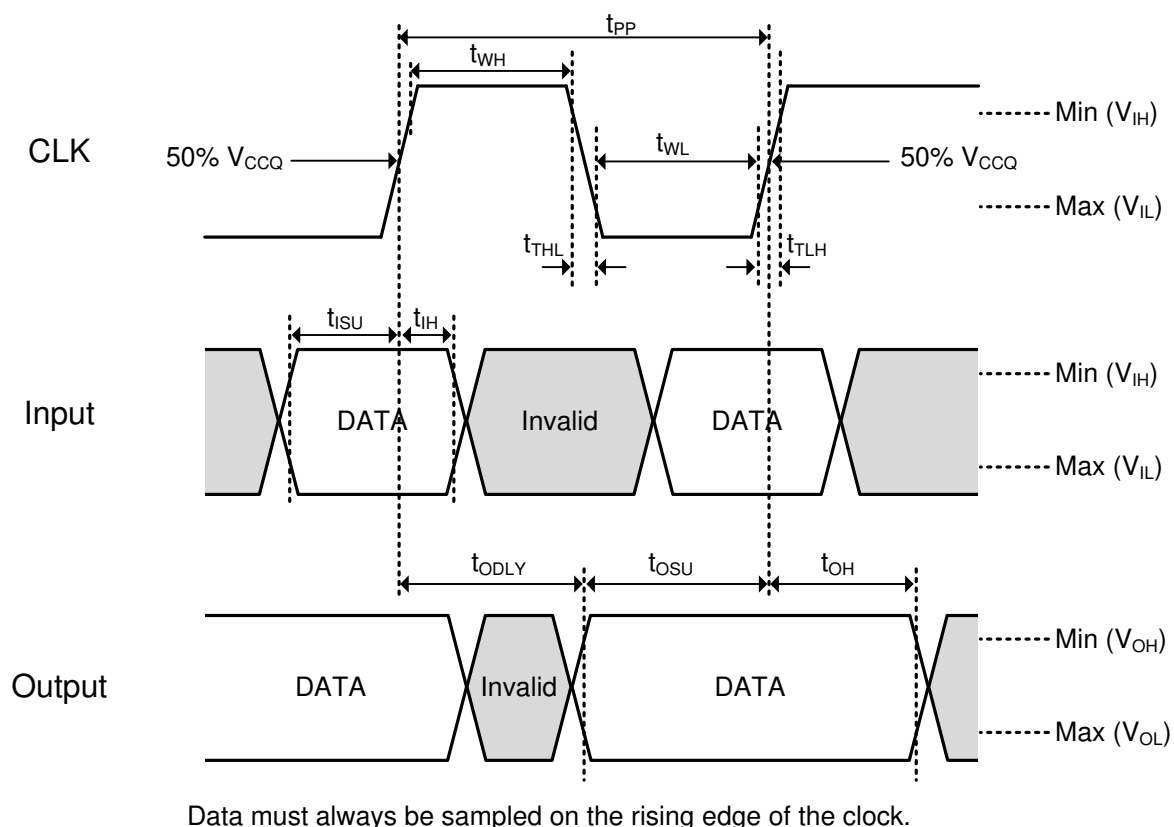 tPP
tWH
Min (VIH)
CLK
50% VCCQ
tWL
50% VCCQ
Max (VIL)
tTHL
tTLH
tISU
tIH
Min (VIH)
Input
DATA
Invalid
DATA
Max (VIL)
tODLY
tOSU
tOH
Min (VOH)
Output
DATA
Invalid
DATA
Max (VOL)
Data must always be sampled on the rising edge of the clock.